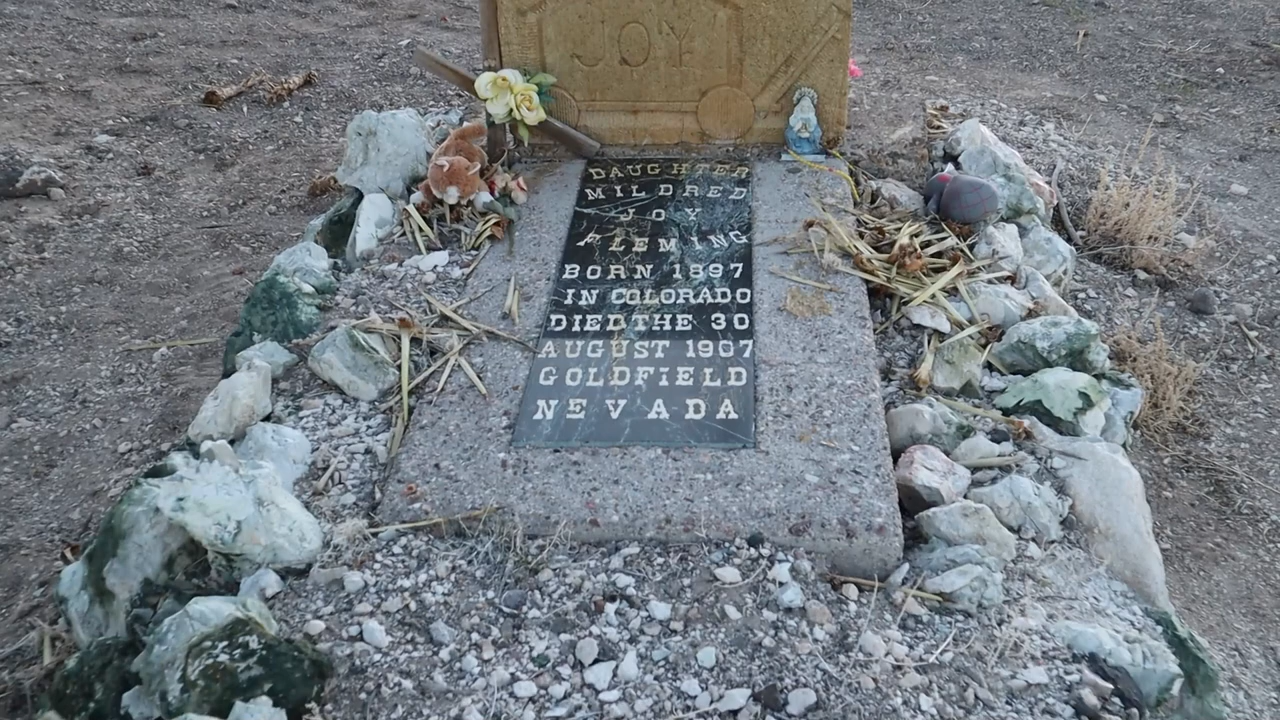 JOY
DAUGHTER
MILDRED
JOY
FLEMING
BORN 1897
IN COLORADO
DIED THE 30
AUGUST 1907
GOLDFIELD
NEVADA